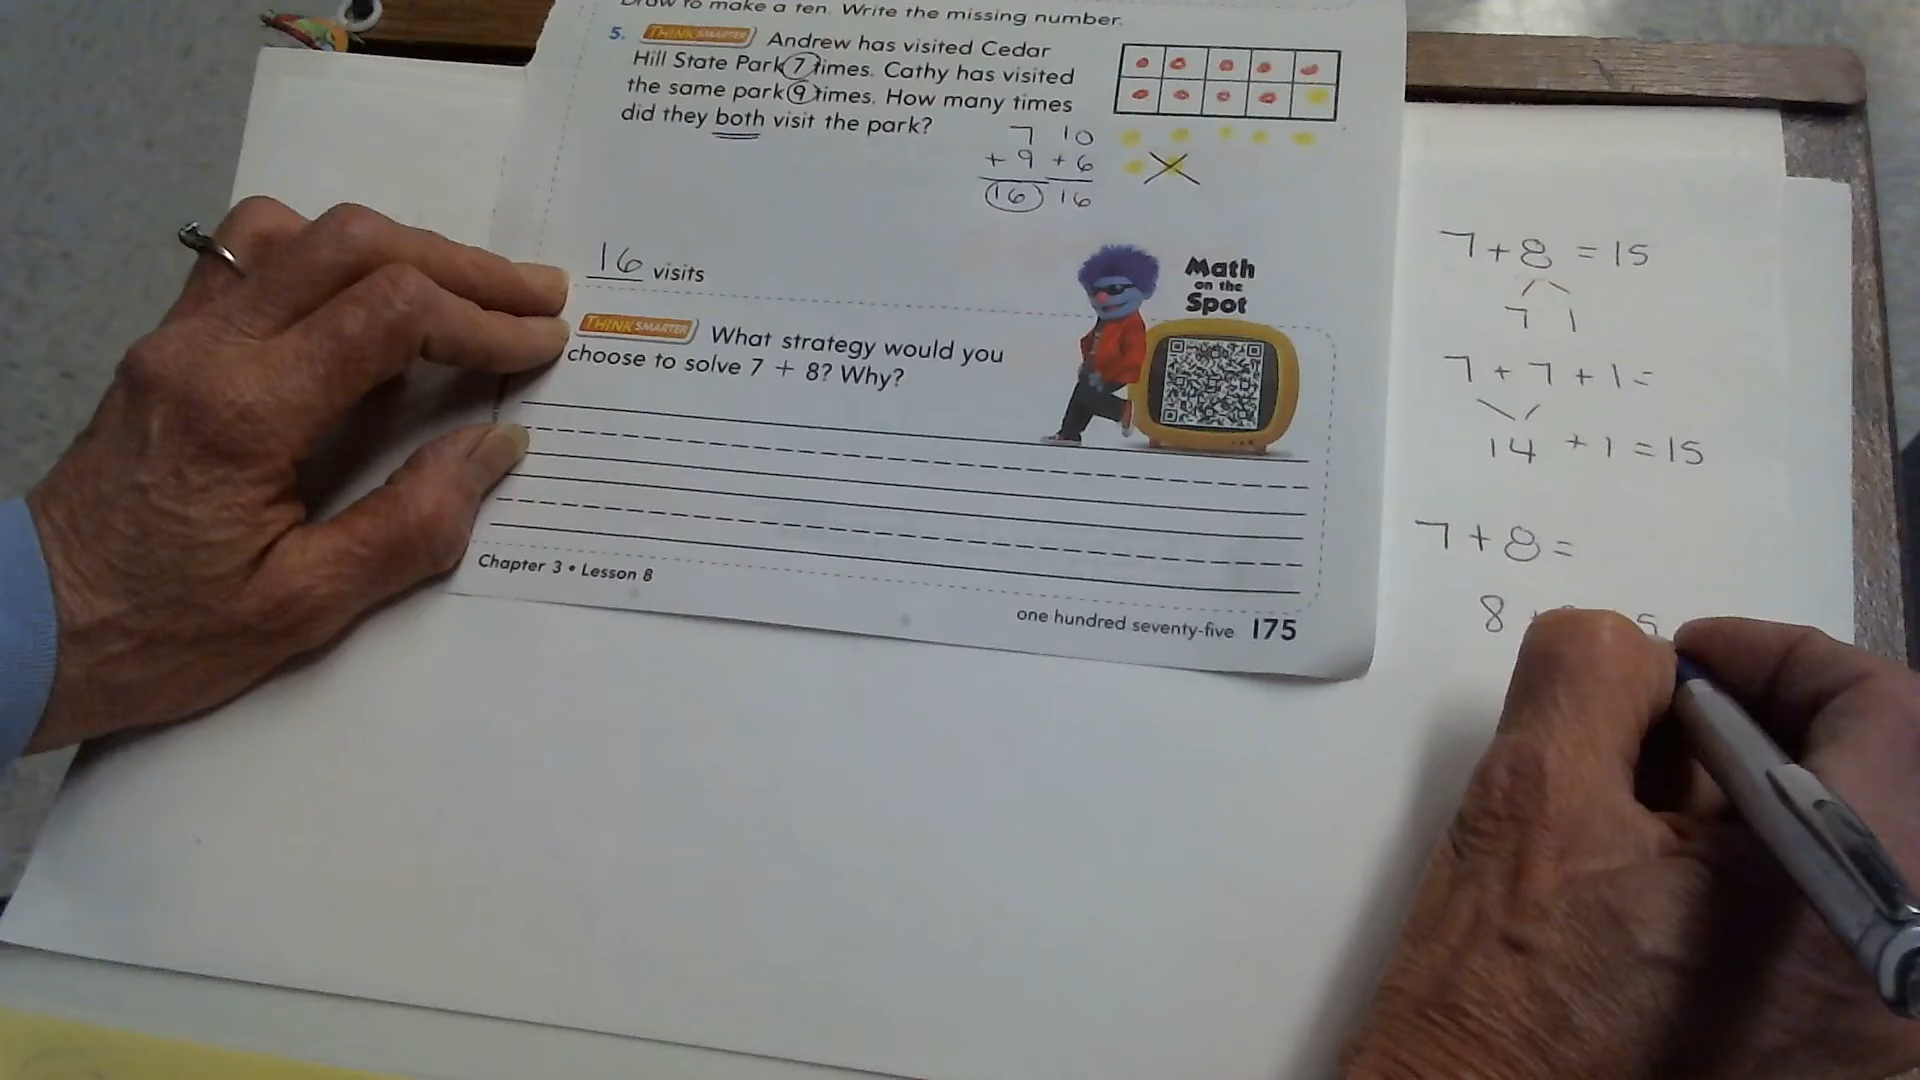 Draw to make a ten. Write the missing number.
5. THINK SMARTER Andrew has visited Cedar
Hill State Park 7 times. Cathy has visited
the same park 9 times. How many times
did they both visit the park?
7 10
+ 9 + 6
16 16
16 visits
Math
on the
Spot
THINK SMARTER What strategy would you
choose to solve 7 + 8? Why?
Chapter 3 • Lesson 8
one hundred seventy-five 175
7 + 8 = 15
7 1
7 + 7 + 1 =
14 + 1 = 15
7 + 8 =
8